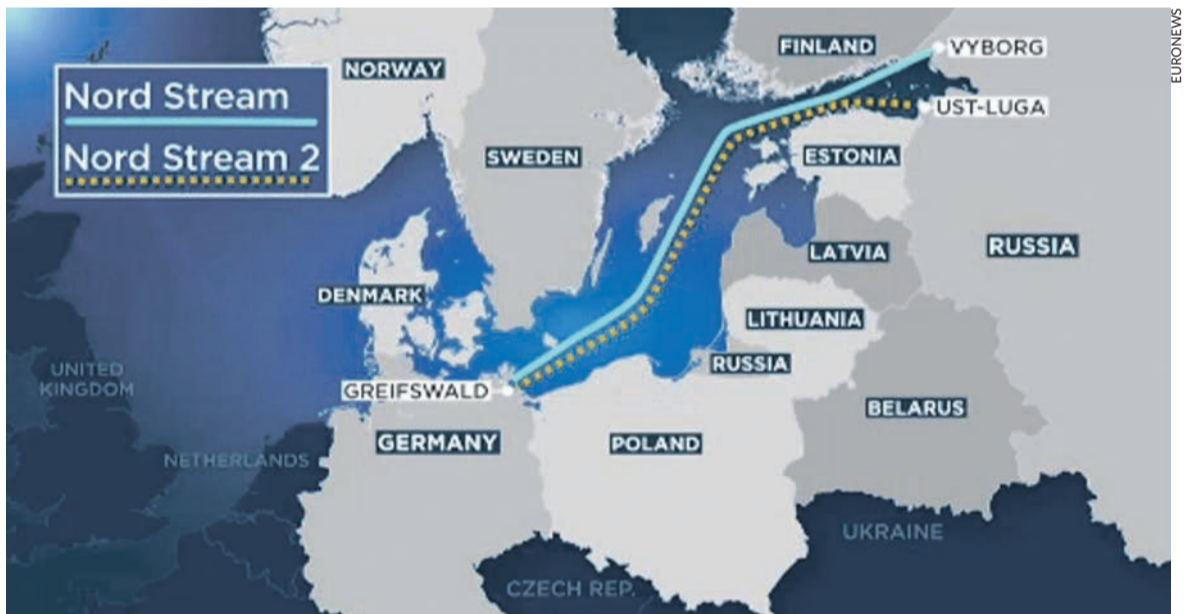 EURONEWS
Nord Stream
Nord Stream 2
NORWAY
FINLAND
VYBORG
UST-LUGA
SWEDEN
ESTONIA
RUSSIA
LATVIA
DENMARK
LITHUANIA
RUSSIA
UNITED
KINGDOM
GREIFSWALD
BELARUS
GERMANY
POLAND
NETHERLANDS
UKRAINE
CZECH REP.